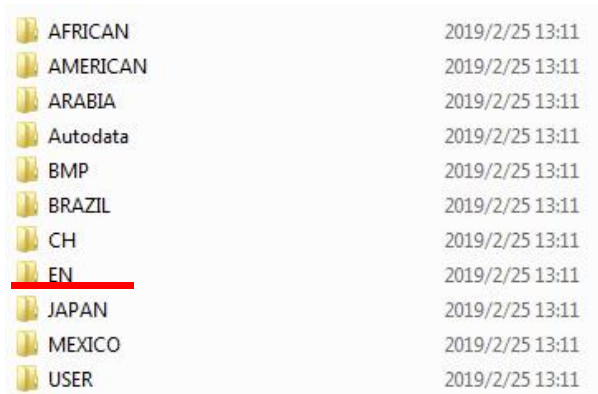 AFRICAN 2019/2/25 13:11
AMERICAN 2019/2/25 13:11
ARABIA 2019/2/25 13:11
Autodata 2019/2/25 13:11
BMP 2019/2/25 13:11
BRAZIL 2019/2/25 13:11
CH 2019/2/25 13:11
EN 2019/2/25 13:11
JAPAN 2019/2/25 13:11
MEXICO 2019/2/25 13:11
USER 2019/2/25 13:11